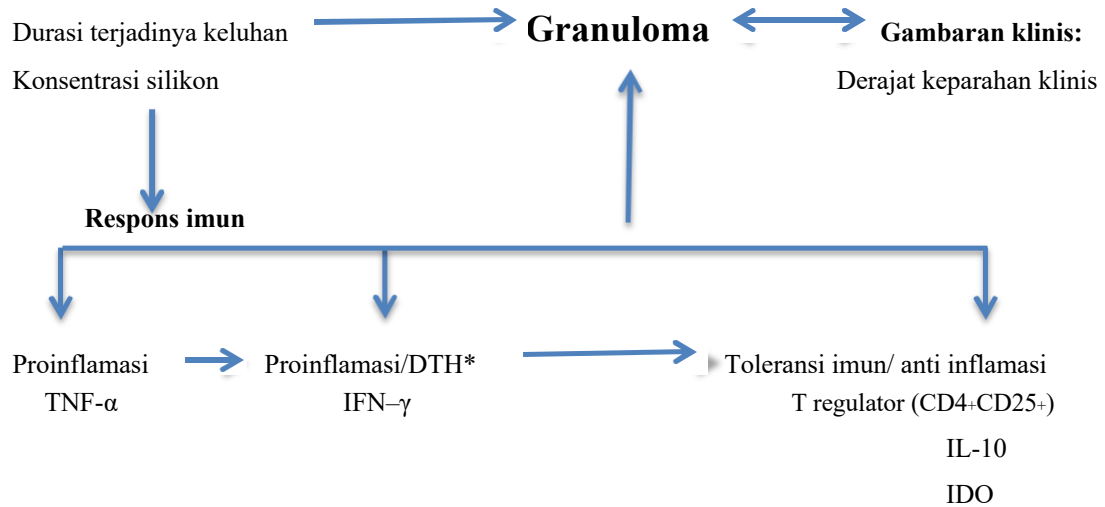 Durasi terjadinya keluhan
Granuloma
Gambaran klinis:
Konsentrasi silikon
Derajat keparahan klinis
Respons imun
Proinflamasi
Proinflamasi/DTH*
Toleransi imun/ anti inflamasi
TNF-α
IFN–γ
T regulator (CD4+CD25+)
IL-10
IDO